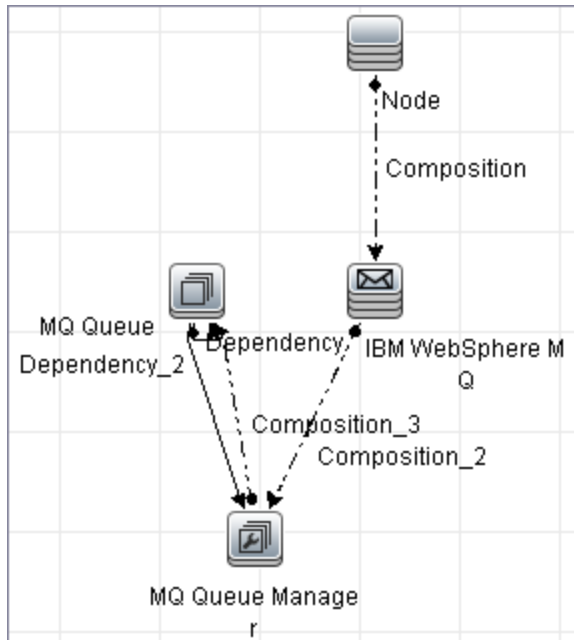 Node
Composition
MQ Queue
Dependency
IBM WebSphere M
Q
Dependency_2
Composition_3
Composition_2
MQ Queue Manage
r